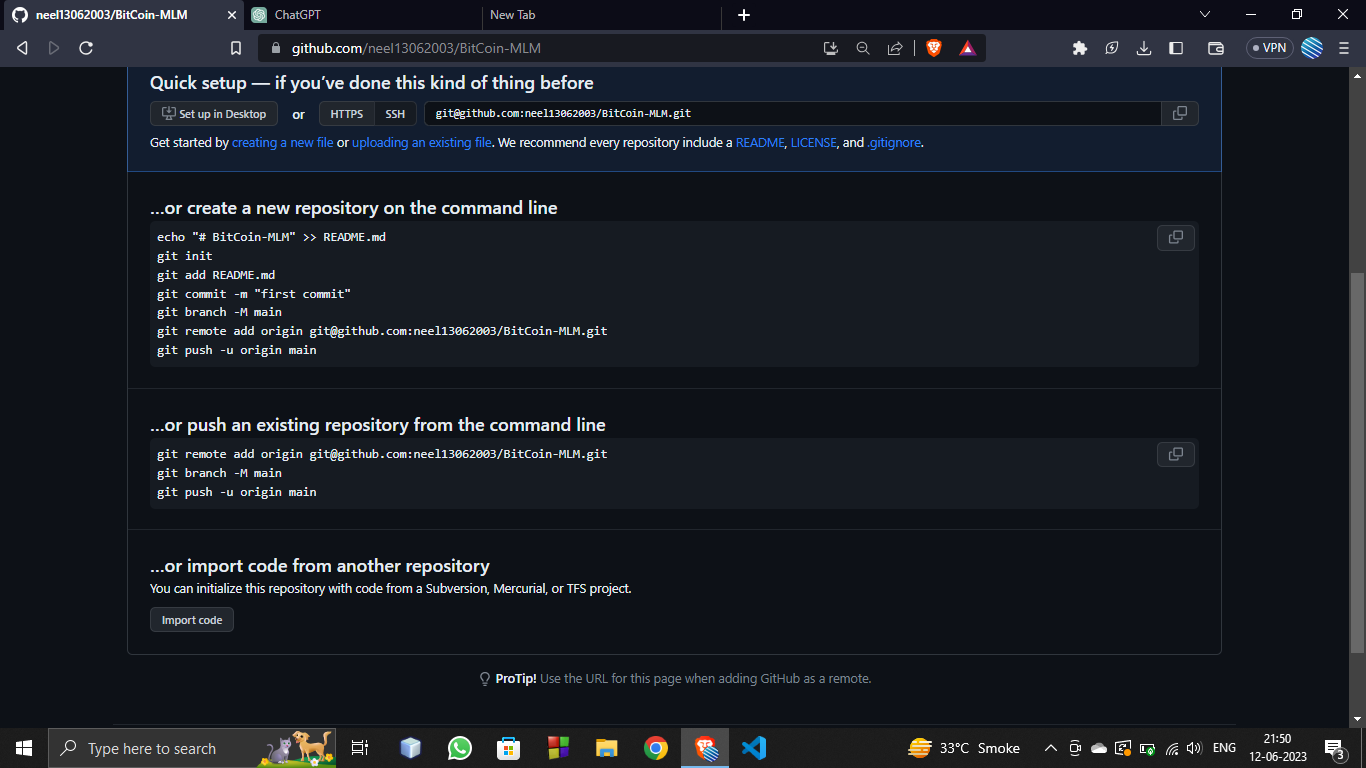 neel13062003/BitCoin-MLM
ChatGPT
New Tab
github.com/neel13062003/BitCoin-MLM
VPN
Quick setup — if you've done this kind of thing before
Set up in Desktop or HTTPS SSH git@github.com:neel13062003/BitCoin-MLM.git
Get started by creating a new file or uploading an existing file. We recommend every repository include a README, LICENSE, and .gitignore.
...or create a new repository on the command line
echo "# BitCoin-MLM" >> README.md
git init
git add README.md
git commit -m "first commit"
git branch -M main
git remote add origin git@github.com:neel13062003/BitCoin-MLM.git
git push -u origin main
...or push an existing repository from the command line
git remote add origin git@github.com:neel13062003/BitCoin-MLM.git
git branch -M main
git push -u origin main
...or import code from another repository
You can initialize this repository with code from a Subversion, Mercurial, or TFS project.
Import code
ProTip! Use the URL for this page when adding GitHub as a remote.
Type here to search
33°C Smoke
ENG
21:50
12-06-2023
3